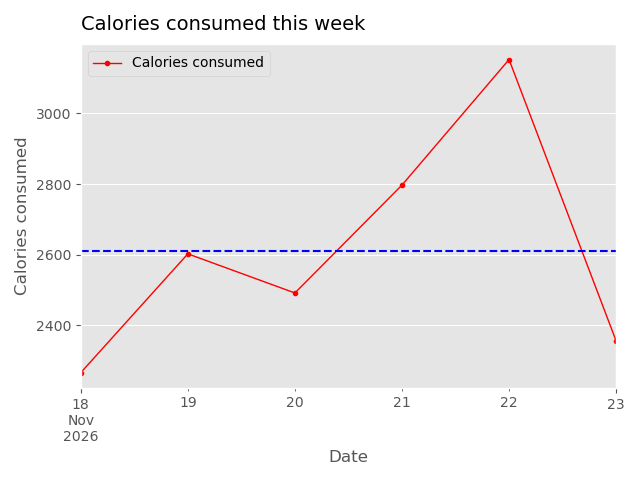 Calories consumed this week
Calories consumed
3000
2800
2600
2400
Calories consumed
18 19 20 21 22 23
Nov
2026
Date